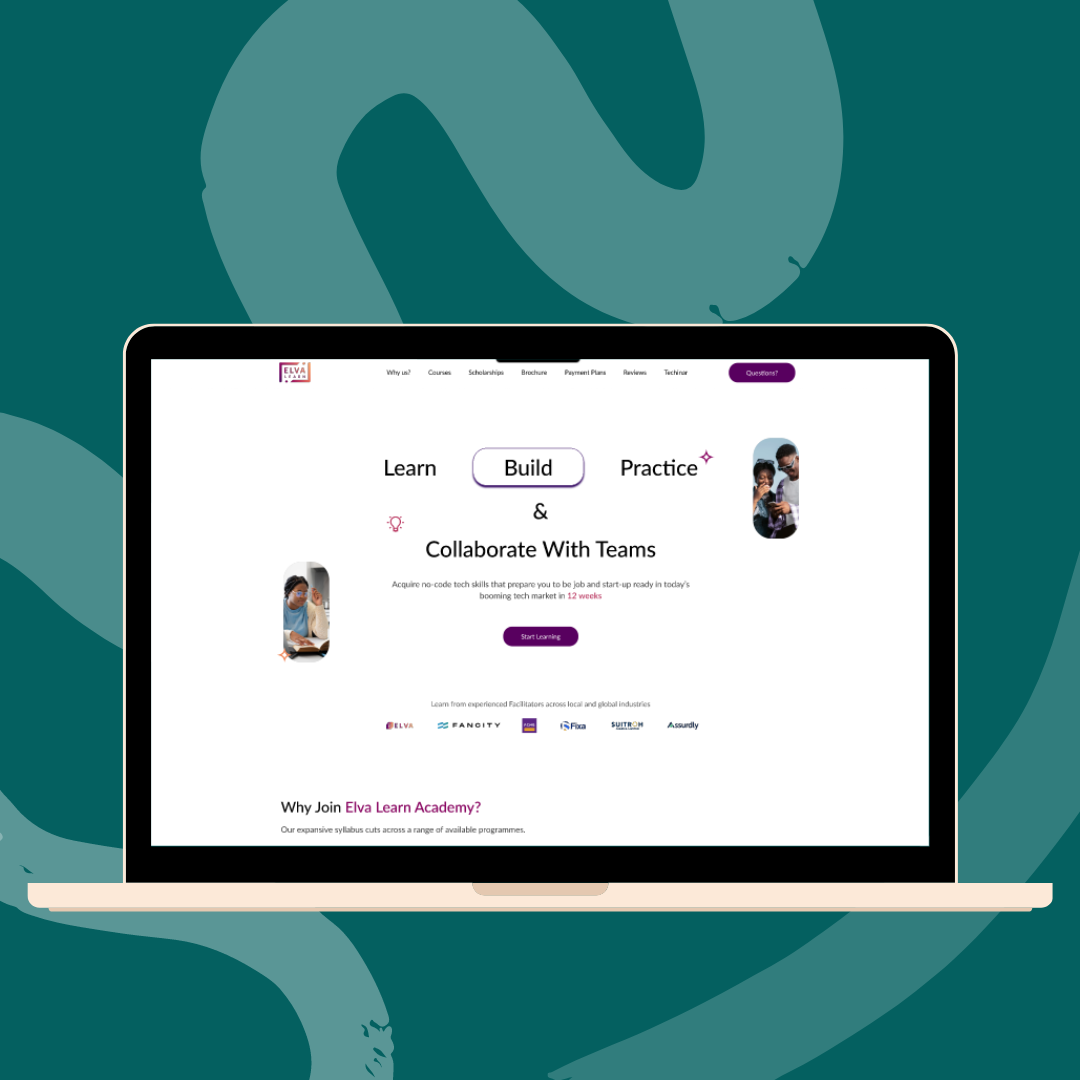 ELVA
LEARN
Why us? Courses Scholarships Brochure Payment Plans Reviews Techinar Questions?
Learn Build Practice
&
Collaborate With Teams
Acquire no-code tech skills that prepare you to be job and start-up ready in today's
booming tech market in 12 weeks
Start Learning
Learn from experienced Facilitators across local and global industries
ELVA FANCITY Fixa SUITROH Assurdly
Why Join Elva Learn Academy?
Our expansive syllabus cuts across a range of available programmes.